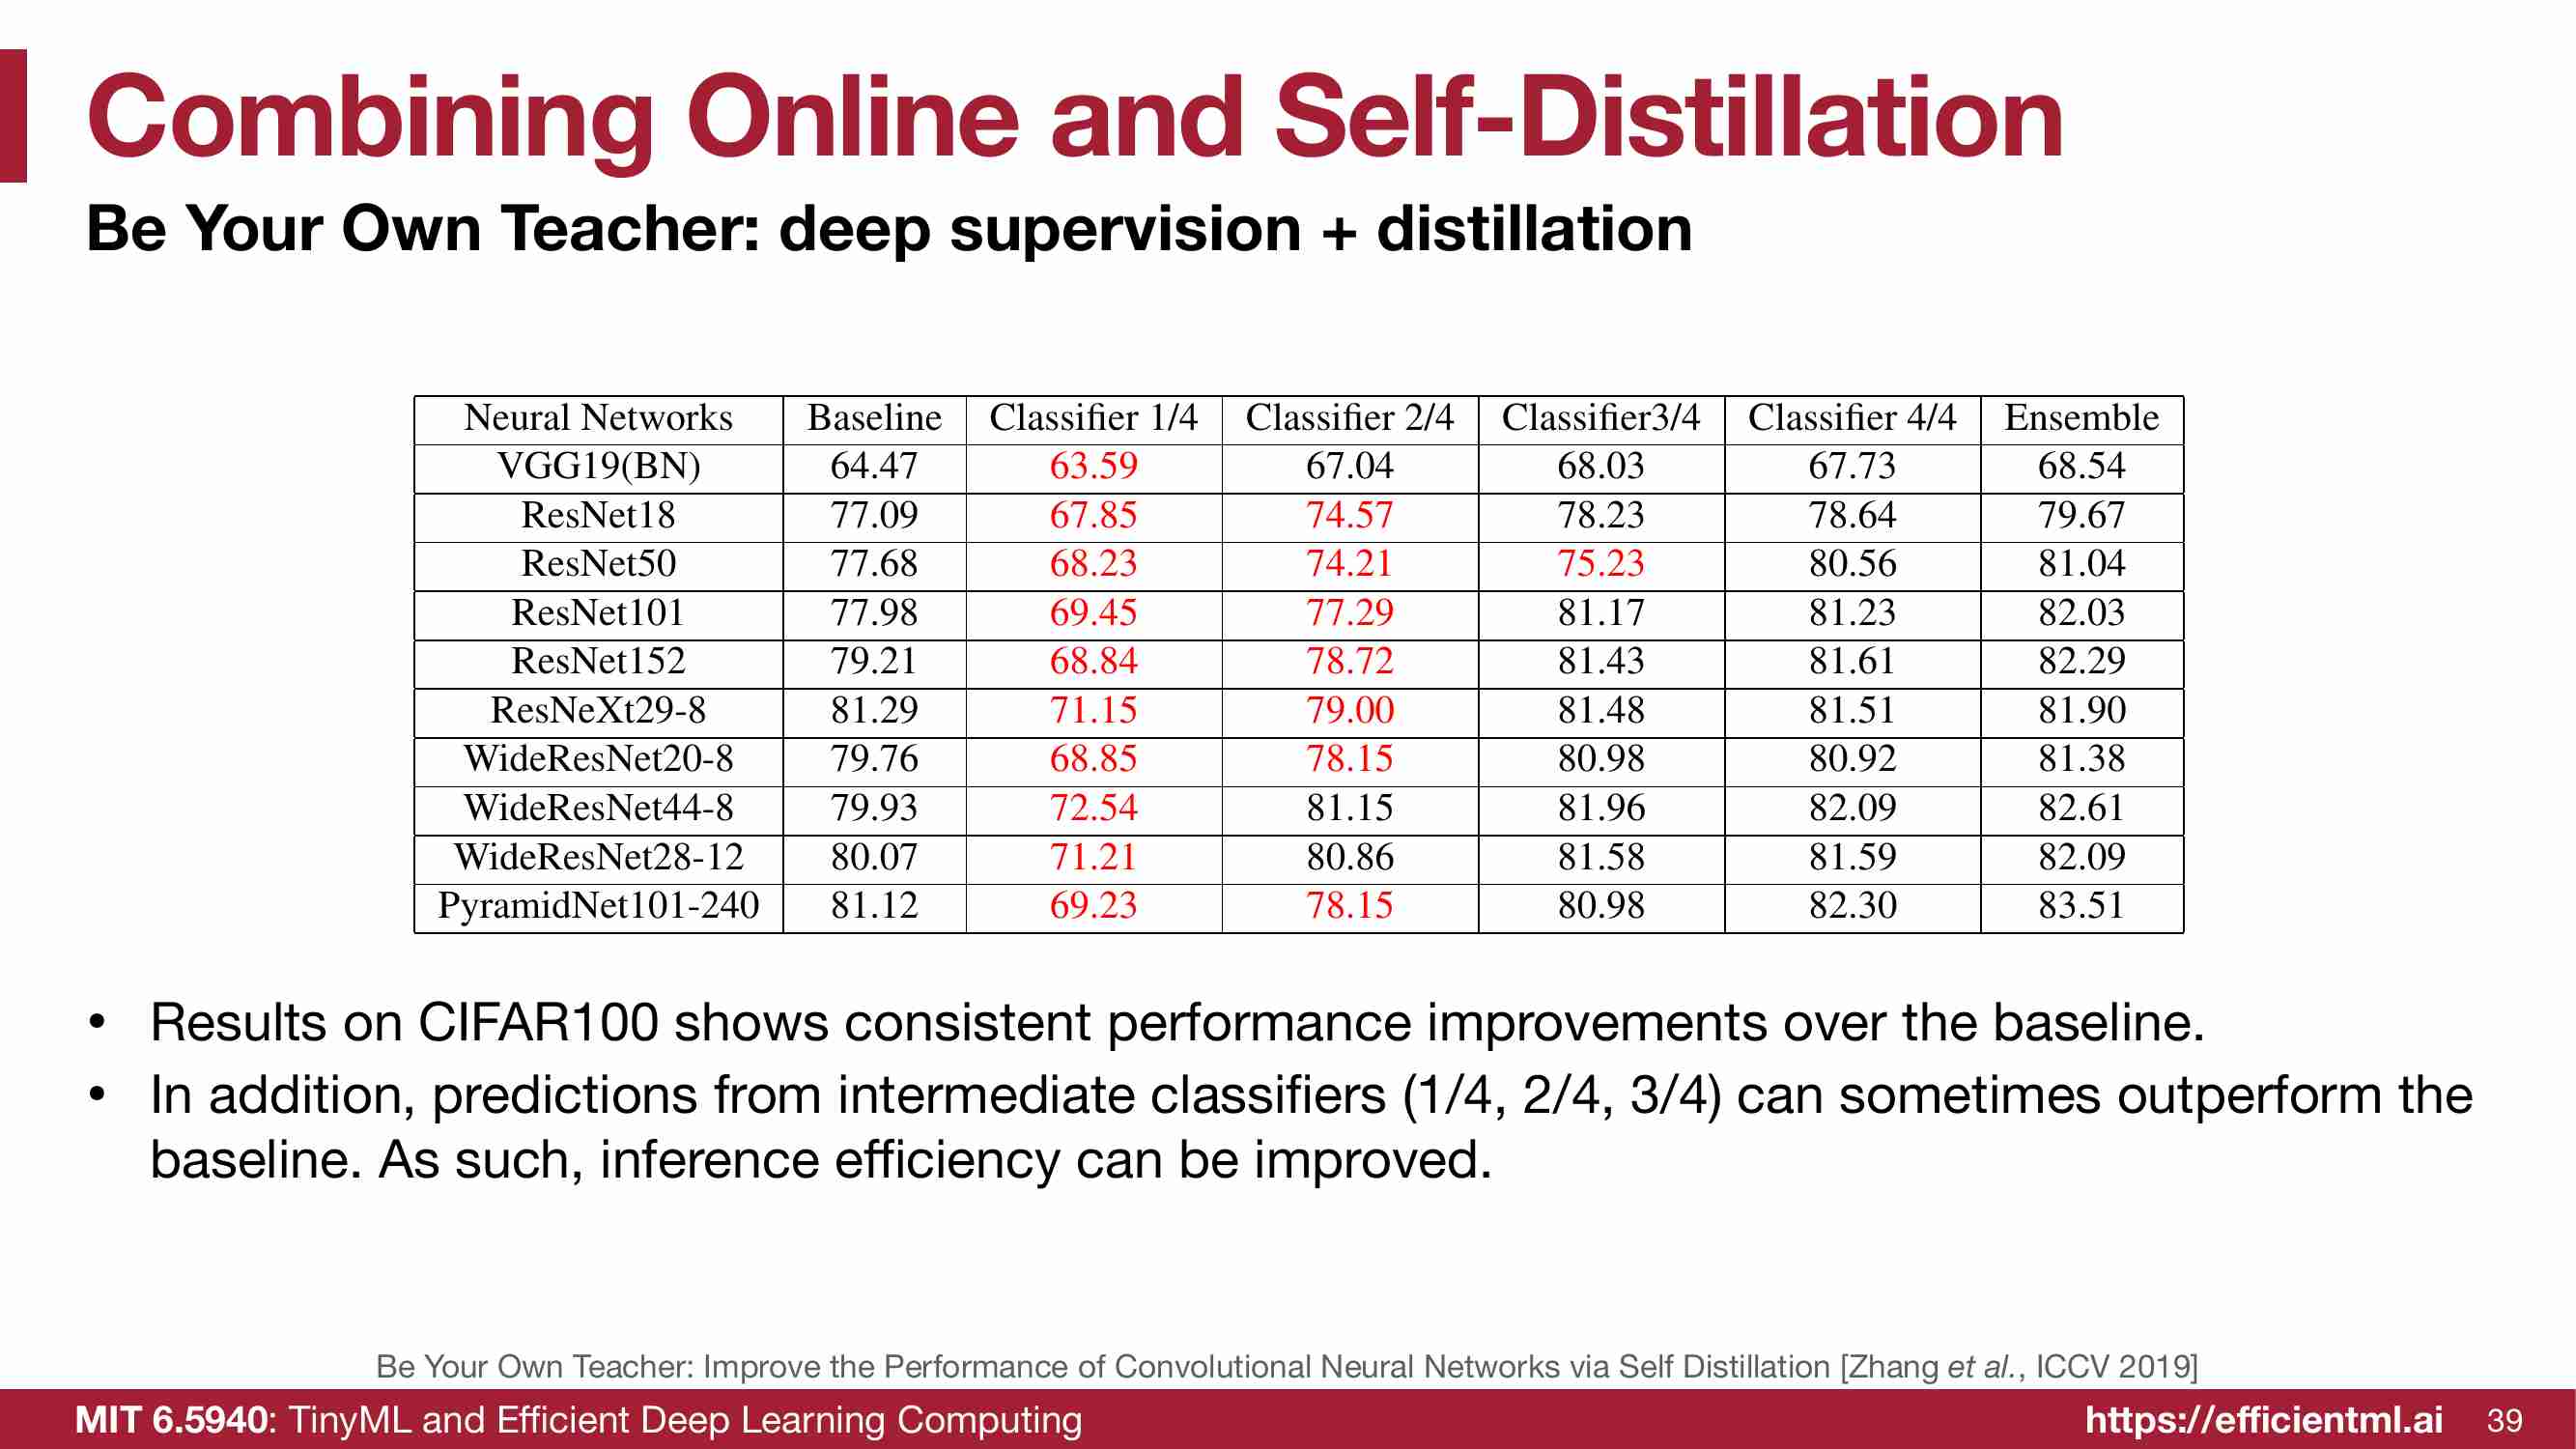 Combining Online and Self-Distillation
Be Your Own Teacher: deep supervision + distillation
Neural Networks Baseline Classifier 1/4 Classifier 2/4 Classifier3/4 Classifier 4/4 Ensemble
VGG19(BN) 64.47 63.59 67.04 68.03 67.73 68.54
ResNet18 77.09 67.85 74.57 78.23 78.64 79.67
ResNet50 77.68 68.23 74.21 75.23 80.56 81.04
ResNet101 77.98 69.45 77.29 81.17 81.23 82.03
ResNet152 79.21 68.84 78.72 81.43 81.61 82.29
ResNeXt29-8 81.29 71.15 79.00 81.48 81.51 81.90
WideResNet20-8 79.76 68.85 78.15 80.98 80.92 81.38
WideResNet44-8 79.93 72.54 81.15 81.96 82.09 82.61
WideResNet28-12 80.07 71.21 80.86 81.58 81.59 82.09
PyramidNet101-240 81.12 69.23 78.15 80.98 82.30 83.51
• Results on CIFAR100 shows consistent performance improvements over the baseline.
• In addition, predictions from intermediate classifiers (1/4, 2/4, 3/4) can sometimes outperform the
baseline. As such, inference efficiency can be improved.
Be Your Own Teacher: Improve the Performance of Convolutional Neural Networks via Self Distillation [Zhang et al., ICCV 2019]
MIT 6.5940: TinyML and Efficient Deep Learning Computing https://efficientml.ai 39